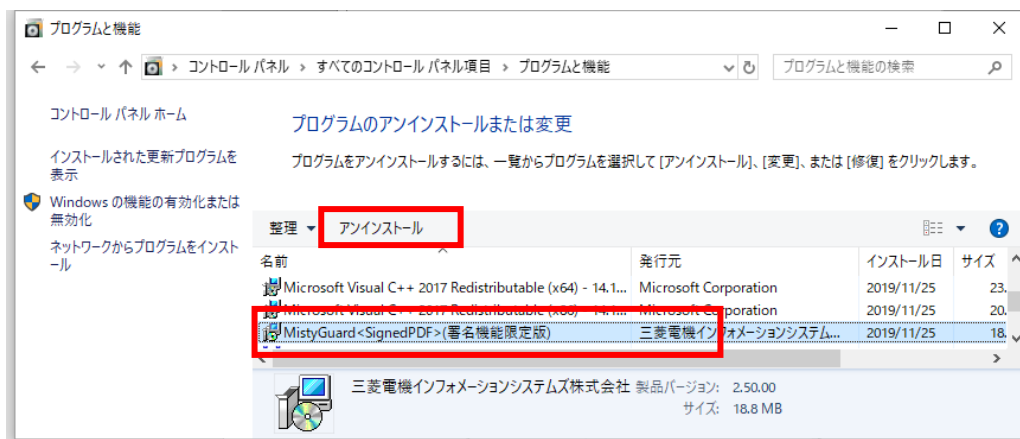 プログラムと機能
コントロール パネル › すべてのコントロール パネル項目 › プログラムと機能
プログラムと機能の検索
コントロール パネル ホーム
インストールされた更新プログラムを
表示
Windows の機能の有効化または
無効化
ネットワークからプログラムをインスト
ール
プログラムのアンインストールまたは変更
プログラムをアンインストールするには、一覧からプログラムを選択して [アンインストール]、[変更]、または [修復] をクリックします。
整理 アンインストール
名前 発行元 インストール日 サイズ
Microsoft Visual C++ 2017 Redistributable (x64) - 14.1... Microsoft Corporation 2019/11/25 23.
Microsoft Visual C++ 2017 Redistributable (x86) - 14.1... Microsoft Corporation 2019/11/25 20.
MistyGuard<SignedPDF>(署名機能限定版) 三菱電機インフォメーションシステム... 2019/11/25 18.
三菱電機インフォメーションシステムズ株式会社 製品バージョン: 2.50.00
サイズ: 18.8 MB